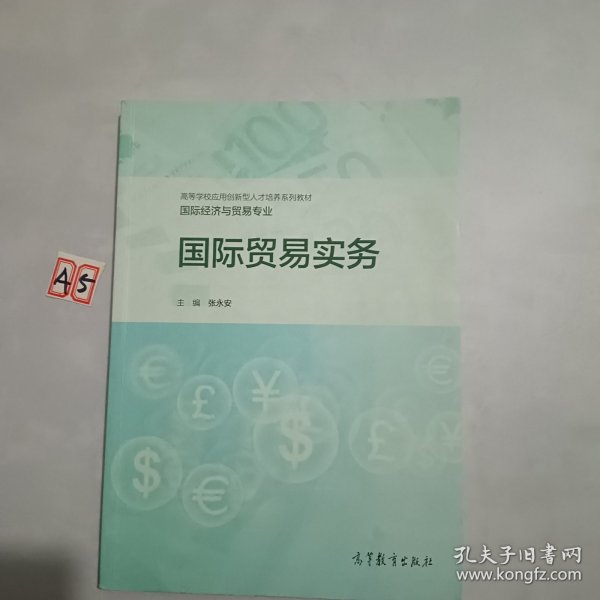 100
高等学校应用创新型人才培养系列教材
国际经济与贸易专业
国际贸易实务
主 编 张永安
A5
€
£
¥
$
£
€
$
€
高等教育出版社
孔夫子旧书网
www.kongfz.com